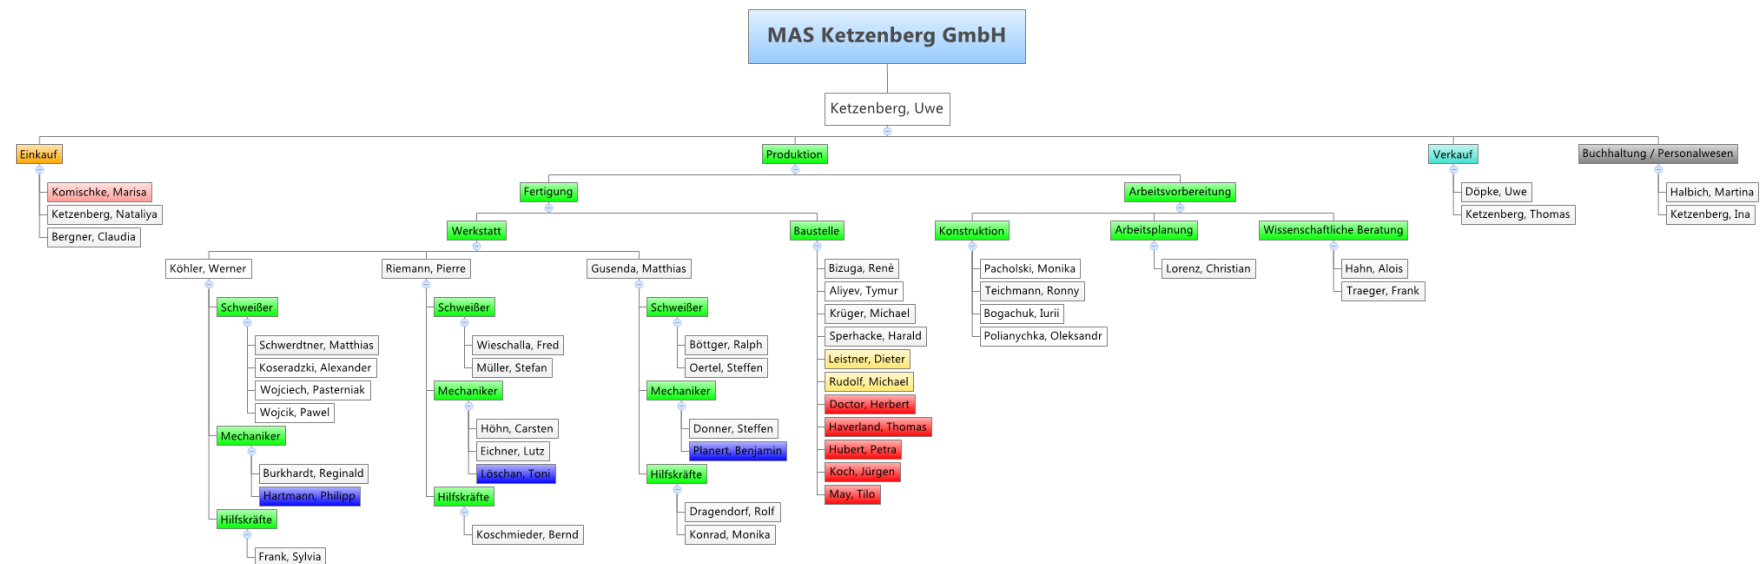 MAS Ketzenberg GmbH
Ketzenberg, Uwe
Einkauf
Komischke, Marisa
Ketzenberg, Nataliya
Bergner, Claudia
Produktion
Fertigung
Werkstatt
Köhler, Werner
Schweißer
Schwerdtner, Matthias
Koseradzki, Alexander
Wojciech, Pasterniak
Wojcik, Pawel
Mechaniker
Burkhardt, Reginald
Hartmann, Philipp
Hilfskräfte
Frank, Sylvia
Riemann, Pierre
Schweißer
Wieschalla, Fred
Müller, Stefan
Mechaniker
Höhn, Carsten
Eichner, Lutz
Löschan, Toni
Hilfskräfte
Koschmieder, Bernd
Gusenda, Matthias
Schweißer
Böttger, Ralph
Oertel, Steffen
Mechaniker
Donner, Steffen
Planert, Benjamin
Hilfskräfte
Dragendorf, Rolf
Konrad, Monika
Baustelle
Bizuga, Renè
Aliyev, Tymur
Krüger, Michael
Sperhacke, Harald
Leistner, Dieter
Rudolf, Michael
Doctor, Herbert
Haverland, Thomas
Hubert, Petra
Koch, Jürgen
May, Tilo
Arbeitsvorbereitung
Konstruktion
Pacholski, Monika
Teichmann, Ronny
Bogachuk, Iurii
Polianychka, Oleksandr
Arbeitsplanung
Lorenz, Christian
Wissenschaftliche Beratung
Hahn, Alois
Traeger, Frank
Verkauf
Döpke, Uwe
Ketzenberg, Thomas
Buchhaltung / Personalwesen
Halbich, Martina
Ketzenberg, Ina